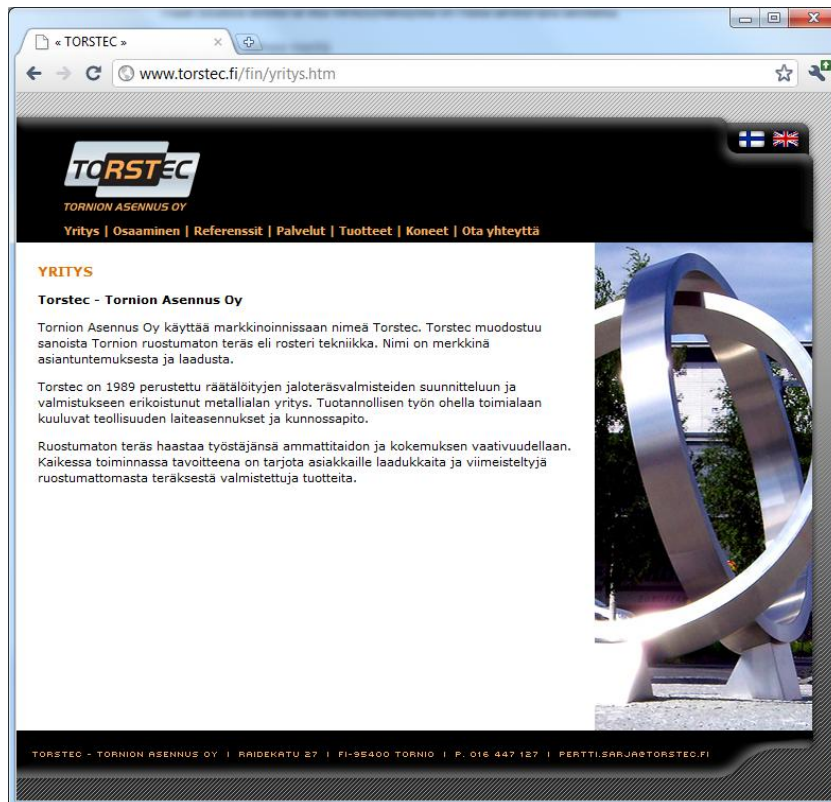 « TORSTEC »
www.torstec.fi/fin/yritys.htm
TORSTEC
TORNION ASENNUS OY
Yritys | Osaaminen | Referenssit | Palvelut | Tuotteet | Koneet | Ota yhteyttä
YRITYS
Torstec - Tornion Asennus Oy
Tornion Asennus Oy käyttää markkinoinnissaan nimeä Torstec. Torstec muodostuu
sanoista Tornion ruostumaton teräs eli rosteri tekniikka. Nimi on merkkinä
asiantuntemuksesta ja laadusta.
Torstec on 1989 perustettu räätälöityjen jaloteräsvalmisteiden suunnitteluun ja
valmistukseen erikoistunut metallialan yritys. Tuotannollisen työn ohella toimialaan
kuuluvat teollisuuden laiteasennukset ja kunnossapito.
Ruostumaton teräs haastaa työstäjänsä ammattitaidon ja kokemuksen vaativuudellaan.
Kaikessa toiminnassa tavoitteena on tarjota asiakkaille laadukkaita ja viimeisteltyjä
ruostumattomasta teräksestä valmistettuja tuotteita.
TORSTEC - TORNION ASENNUS OY | RAIDEKATU 27 | FI-95400 TORNIO | P. 016 447 127 | PERTTI.SARJA@TORSTEC.FI